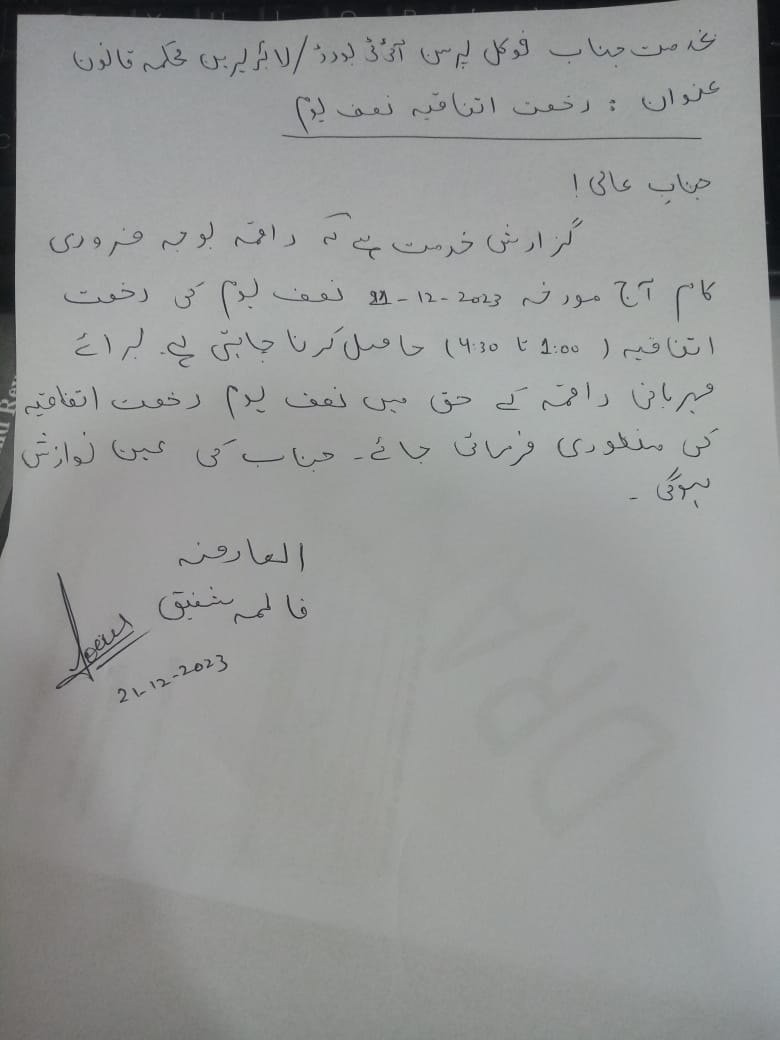 بخدمت جناب فوکل پرسن آئی ٹی بورڈ/لائبریرین محکمہ قانون
عنوان : رخصت اتفاقیہ نصف یوم
جناب عالی!
گزارش خدمت ہے کہ راقمہ بوجہ ضروری
کام آج مورخہ 21-12-2023 نصف یوم کی رخصت
اتفاقیہ (1:00 تا 4:30) حاصل کرنا چاہتی ہے۔ برائے
مہربانی راقمہ کے حق میں نصف یوم رخصت اتفاقیہ
کی منظوری فرمائی جائے۔ جناب کی عین نوازش
ہوگی۔
العارضہ
فاطمہ شفیق
21-12-2023